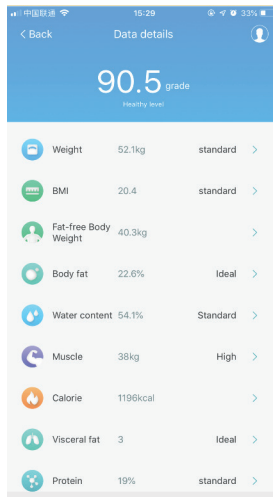 中国联通 15:29 33%
< Back Data details
90.5 grade
Healthy level
Weight 52.1kg standard >
BMI 20.4 standard >
Fat-free Body
Weight 40.3kg
Body fat 22.6% Ideal >
Water content 54.1% Standard >
Muscle 38kg High >
Calorie 1196kcal
Visceral fat 3 Ideal >
Protein 19% standard >